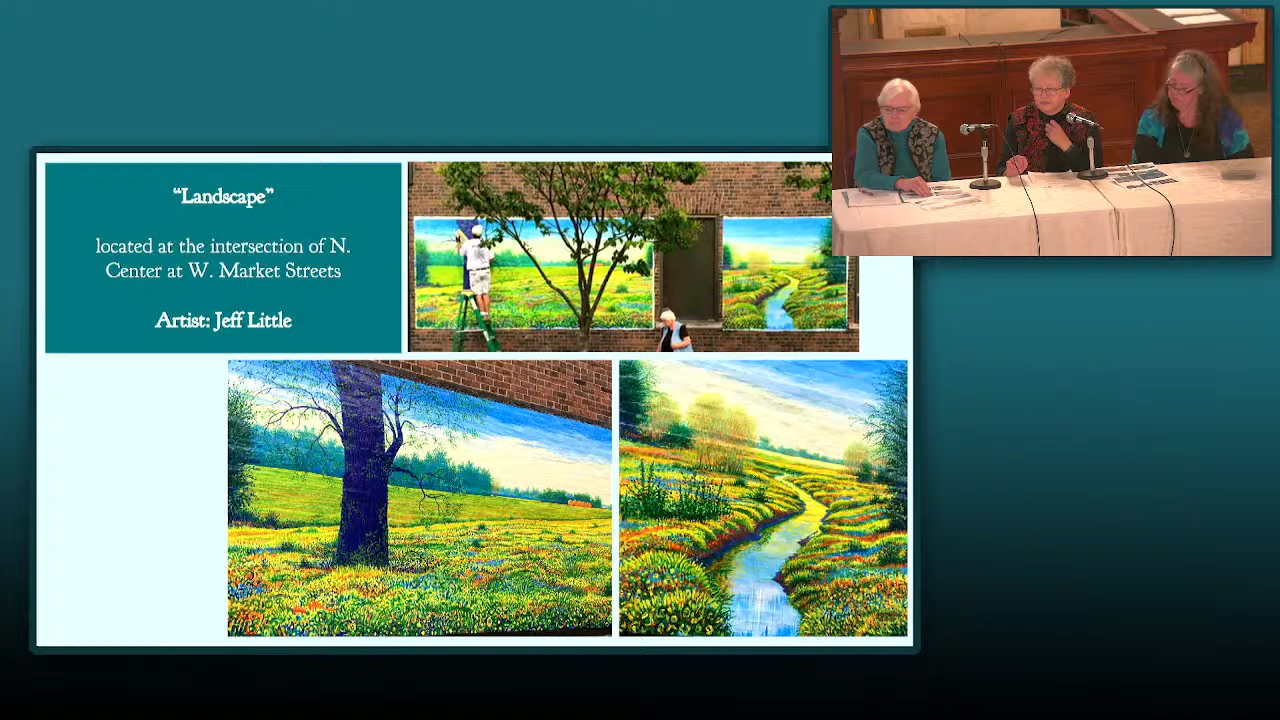 “Landscape”
located at the intersection of N.
Center at W. Market Streets
Artist: Jeff Little